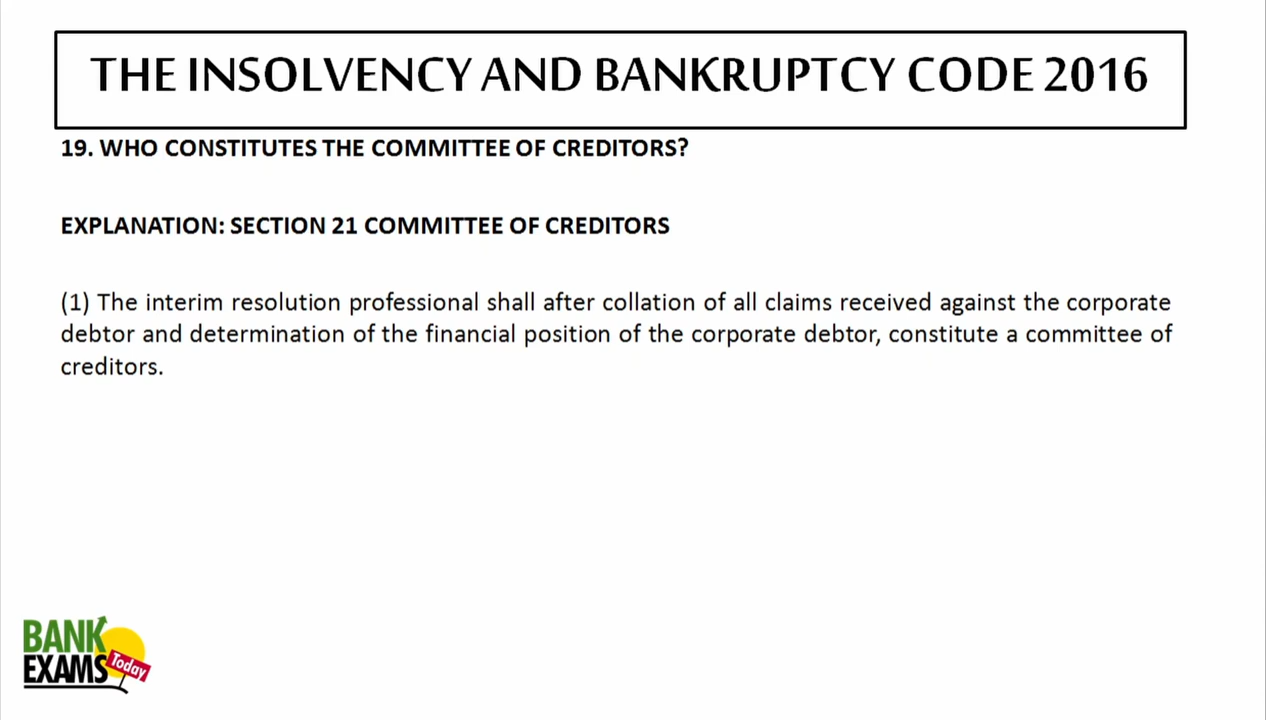 THE INSOLVENCY AND BANKRUPTCY CODE 2016
19. WHO CONSTITUTES THE COMMITTEE OF CREDITORS?
EXPLANATION: SECTION 21 COMMITTEE OF CREDITORS
(1) The interim resolution professional shall after collation of all claims received against the corporate
debtor and determination of the financial position of the corporate debtor, constitute a committee of
creditors.
BANK
EXAMS
Today